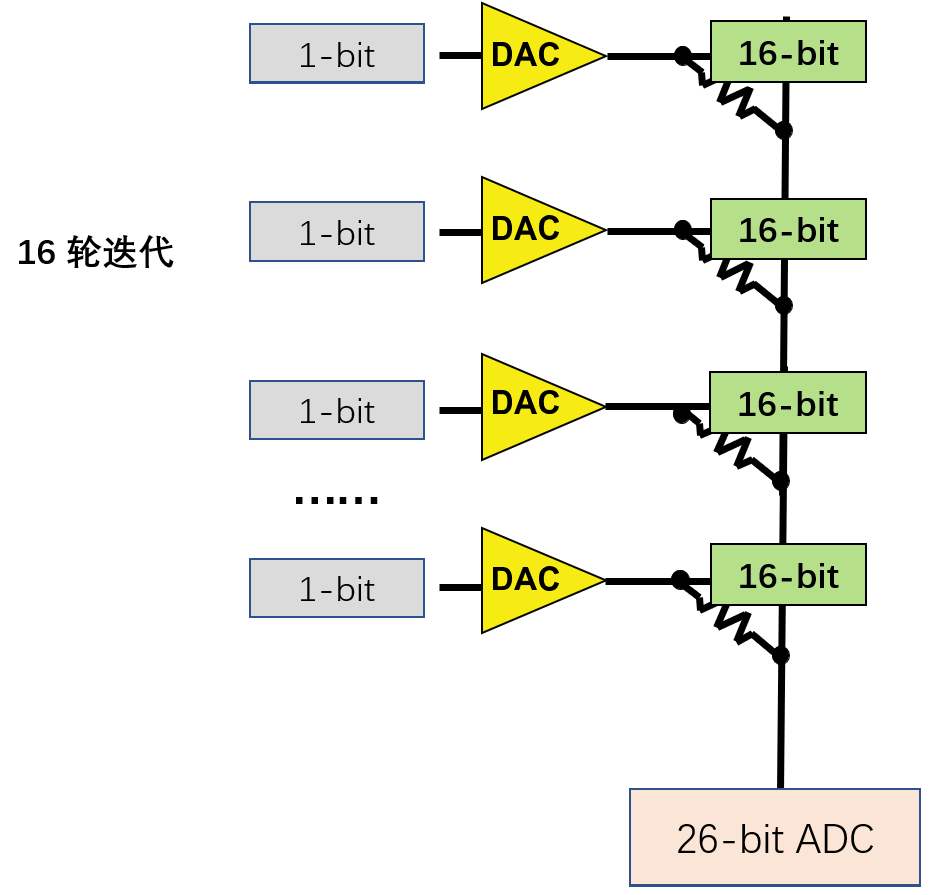 1-bit
DAC
16-bit
16 轮迭代
1-bit
DAC
16-bit
1-bit
DAC
16-bit
……
1-bit
DAC
16-bit
26-bit ADC